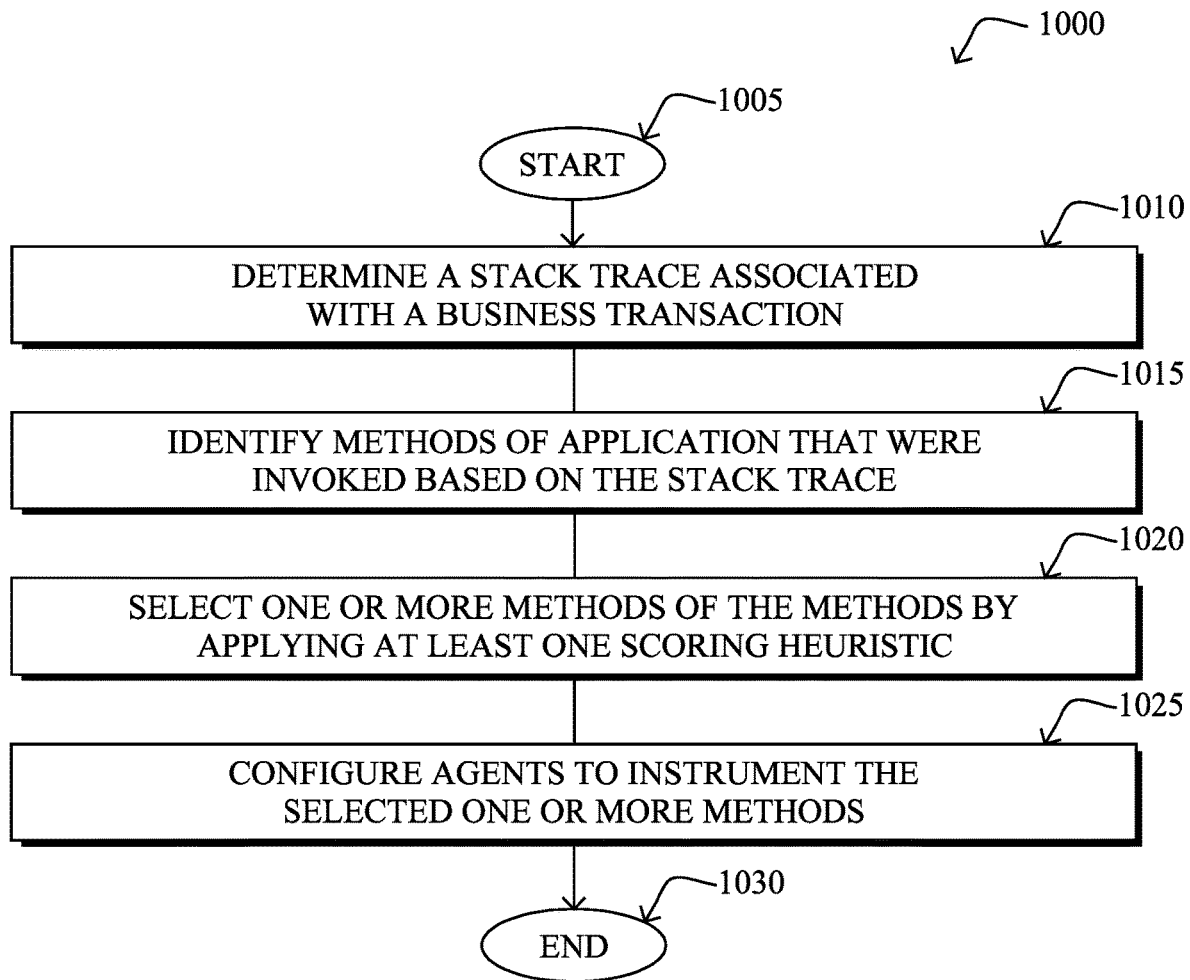 1000
1005
START
1010
DETERMINE A STACK TRACE ASSOCIATED
WITH A BUSINESS TRANSACTION
1015
IDENTIFY METHODS OF APPLICATION THAT WERE
INVOKED BASED ON THE STACK TRACE
1020
SELECT ONE OR MORE METHODS OF THE METHODS BY
APPLYING AT LEAST ONE SCORING HEURISTIC
1025
CONFIGURE AGENTS TO INSTRUMENT THE
SELECTED ONE OR MORE METHODS
1030
END